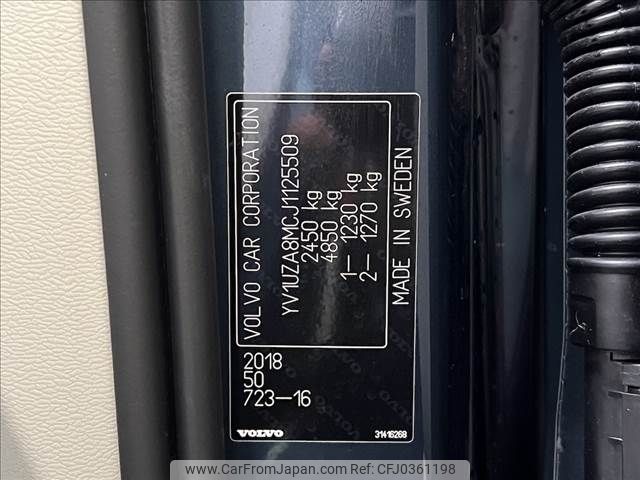 VOLVO CAR CORPORATION
YV1UZA8MCJ1125509
2450 kg
4850 kg
1– 1230 kg
2– 1270 kg
MADE IN SWEDEN
2018
50
723–16
VOLVO
31416268
www.CarFromJapan.com | CFJ0361198